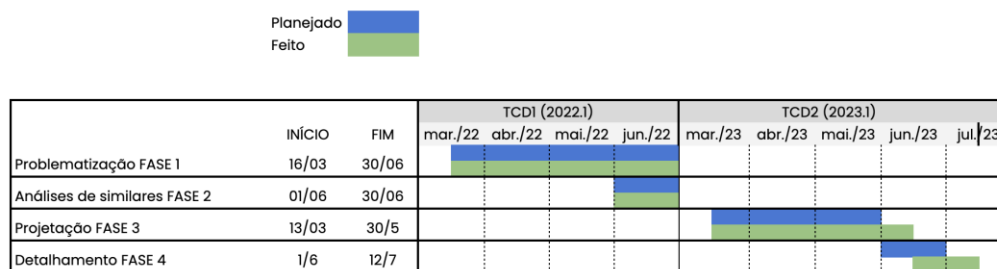 Planejado
Feito
TCD1 (2022.1) TCD2 (2023.1)
INÍCIO FIM mar./22 abr./22 mai./22 jun./22 mar./23 abr./23 mai./23 jun./23 jul./23
Problematização FASE 1 16/03 30/06
Análises de similares FASE 2 01/06 30/06
Projetação FASE 3 13/03 30/5
Detalhamento FASE 4 1/6 12/7